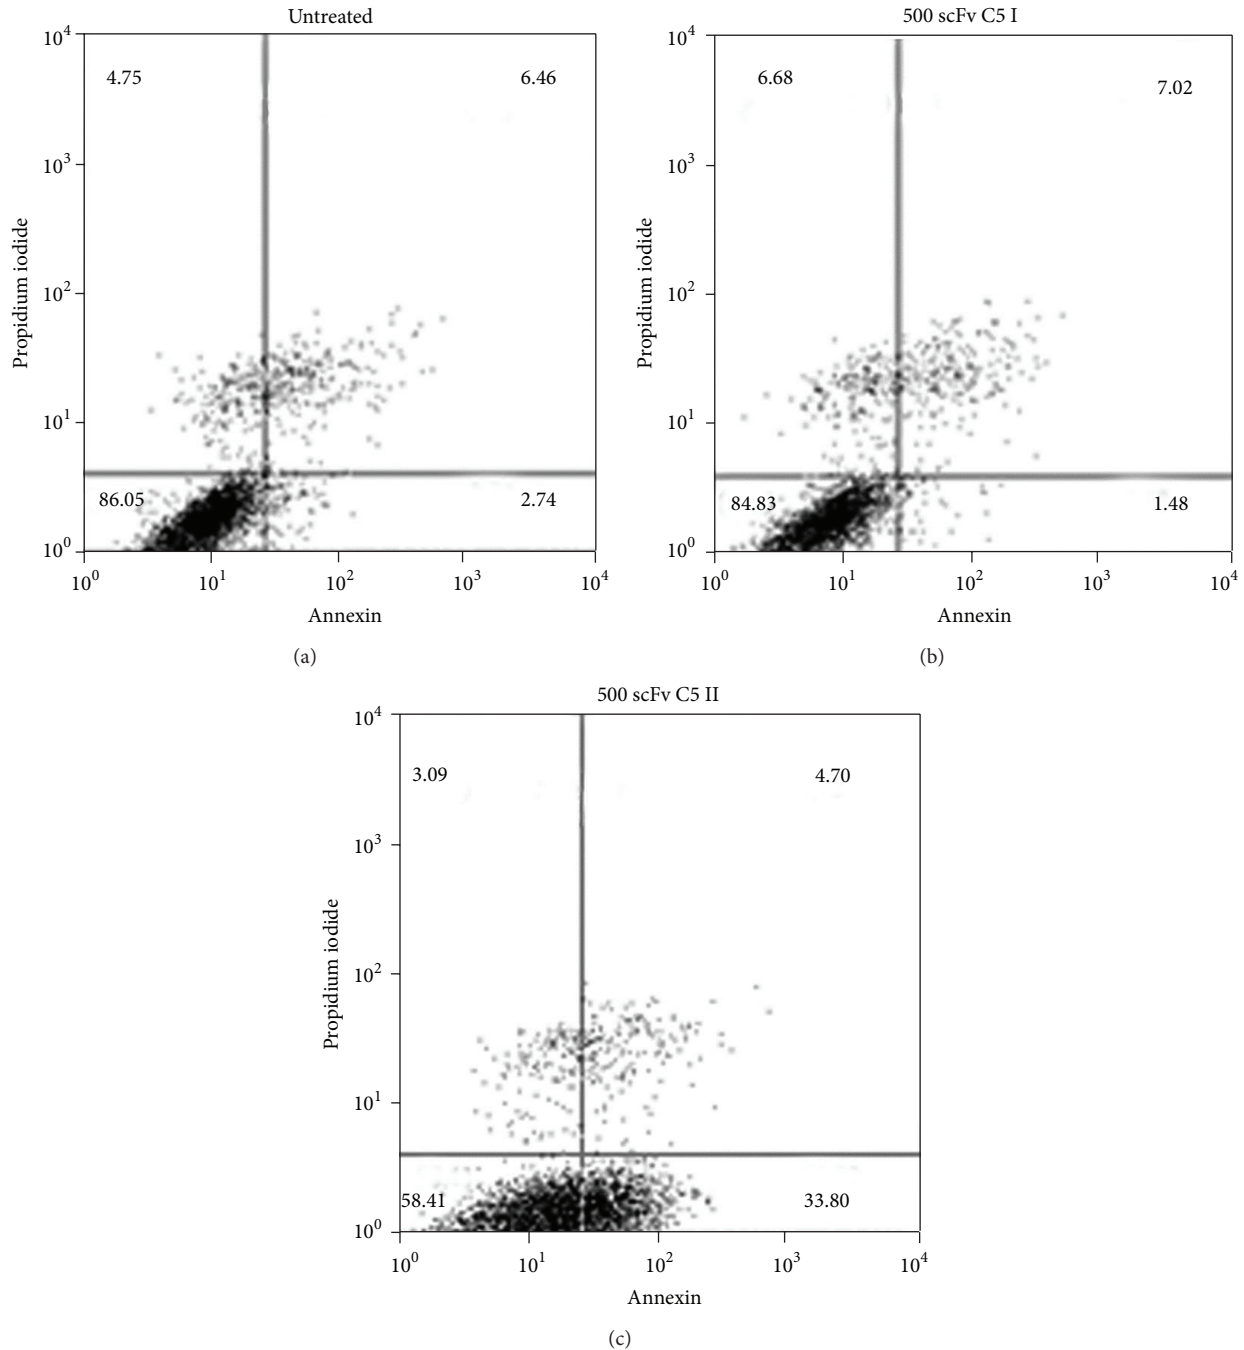 Untreated
10^4
10^3
10^2
10^1
10^0
Propidium iodide
4.75
6.46
86.05
2.74
10^0 10^1 10^2 10^3 10^4
Annexin
(a)
500 scFv C5 I
10^4
10^3
10^2
10^1
10^0
Propidium iodide
6.68
7.02
84.83
1.48
10^0 10^1 10^2 10^3 10^4
Annexin
(b)
500 scFv C5 II
10^4
10^3
10^2
10^1
10^0
Propidium iodide
3.09
4.70
58.41
33.80
10^0 10^1 10^2 10^3 10^4
Annexin
(c)